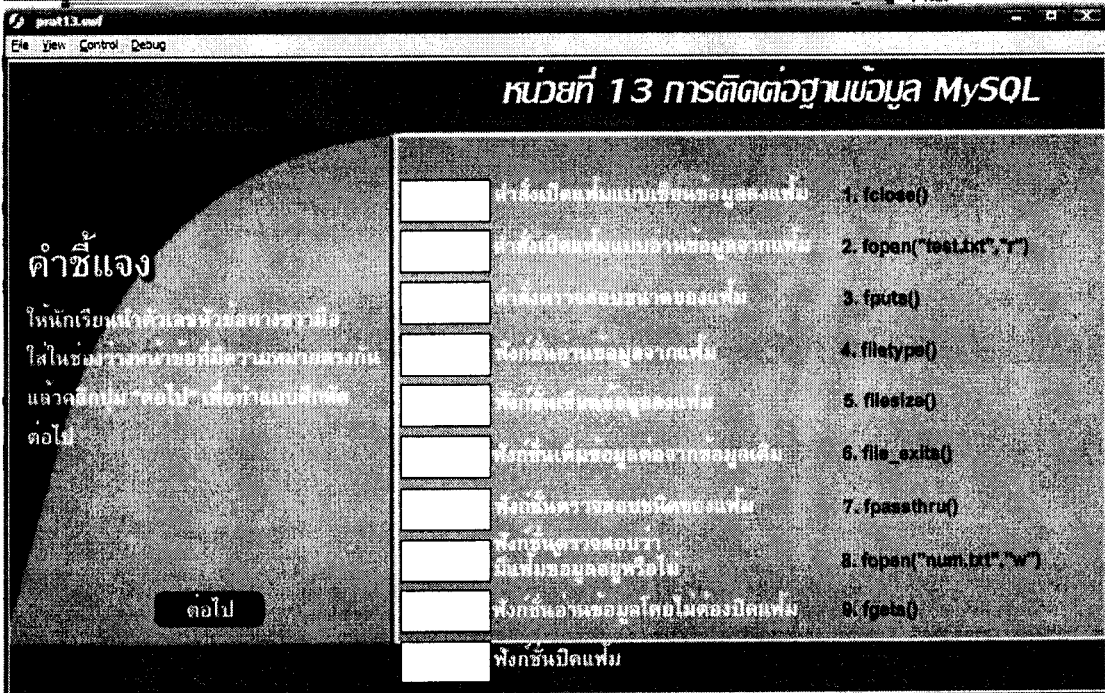 prat13.swf
File View Control Debug
หน่วยที่ 13 การติดต่อฐานข้อมูล MySQL
คำชี้แจง
ให้นักเรียนนำตัวเลขหัวข้อทางขวามือ
ใส่ในช่องว่างหน้าข้อที่มีความหมายตรงกัน
แล้วคลิกปุ่ม "ต่อไป" เพื่อทำแบบฝึกหัด
ต่อไป
ต่อไป
คำสั่งเปิดแฟ้มแบบเขียนข้อมูลลงแฟ้ม
คำสั่งเปิดแฟ้มแบบอ่านข้อมูลจากแฟ้ม
คำสั่งตรวจสอบขนาดของแฟ้ม
ฟังก์ชั่นอ่านข้อมูลจากแฟ้ม
ฟังก์ชั่นเขียนข้อมูลลงแฟ้ม
ฟังก์ชั่นเพิ่มข้อมูลต่อจากข้อมูลเดิม
ฟังก์ชั่นตรวจสอบชนิดของแฟ้ม
ฟังก์ชั่นตรวจสอบว่า
มีแฟ้มข้อมูลอยู่หรือไม่
ฟังก์ชั่นอ่านข้อมูลโดยไม่ต้องปิดแฟ้ม
ฟังก์ชั่นปิดแฟ้ม
1. fclose()
2. fopen("test.txt","r")
3. fputs()
4. filetype()
5. filesize()
6. file_exits()
7. fpassthru()
8. fopen("num.txt","w")
9. fgets()